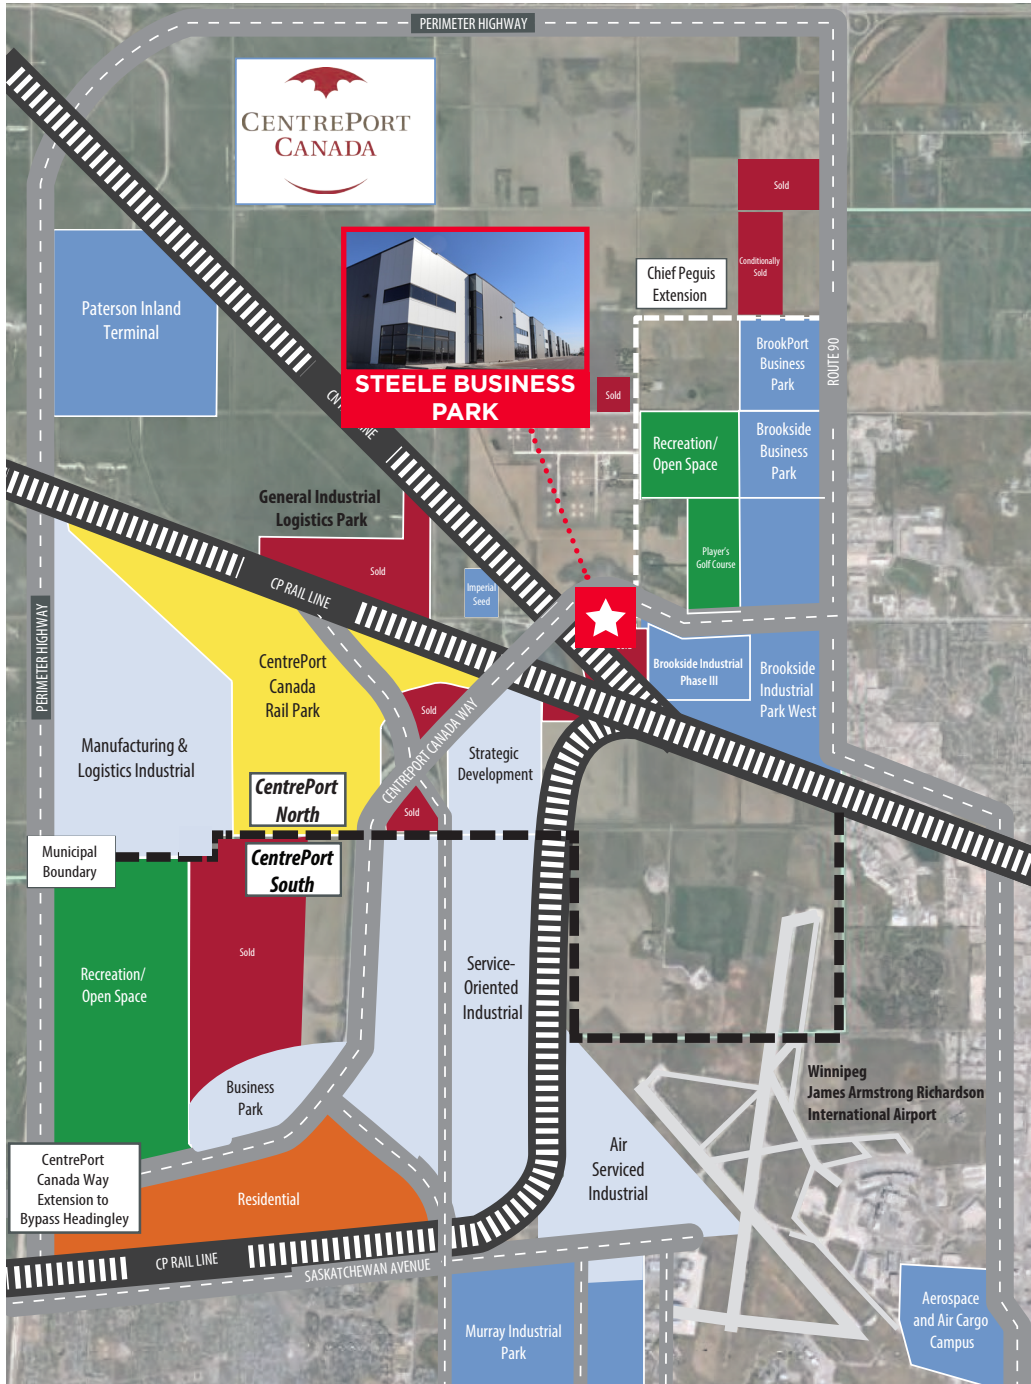 PERIMETER HIGHWAY
CENTREPORT
CANADA
Sold
Conditionally
Sold
Chief Peguis
Extension
Paterson Inland
Terminal
BrookPort
Business
Park
ROUTE 90
STEELE BUSINESS
PARK
Sold
CN
LINE
Recreation/
Open Space
Brookside
Business
Park
General Industrial
Logistics Park
Sold
Player's
Golf Course
Imperial
Seed
CP RAIL LINE
PERIMETER HIGHWAY
CentrePort
Canada
Rail Park
Brookside Industrial
Phase III
Brookside
Industrial
Park West
Sold
CENTREPORT CANADA WAY
Manufacturing &
Logistics Industrial
Strategic
Development
CentrePort
North
Sold
Municipal
Boundary
CentrePort
South
Sold
Recreation/
Open Space
Service-
Oriented
Industrial
Business
Park
Winnipeg
James Armstrong Richardson
International Airport
Air
Serviced
Industrial
CentrePort
Canada Way
Extension to
Bypass Headingley
Residential
CP RAIL LINE
SASKATCHEWAN AVENUE
Murray Industrial
Park
Aerospace
and Air Cargo
Campus